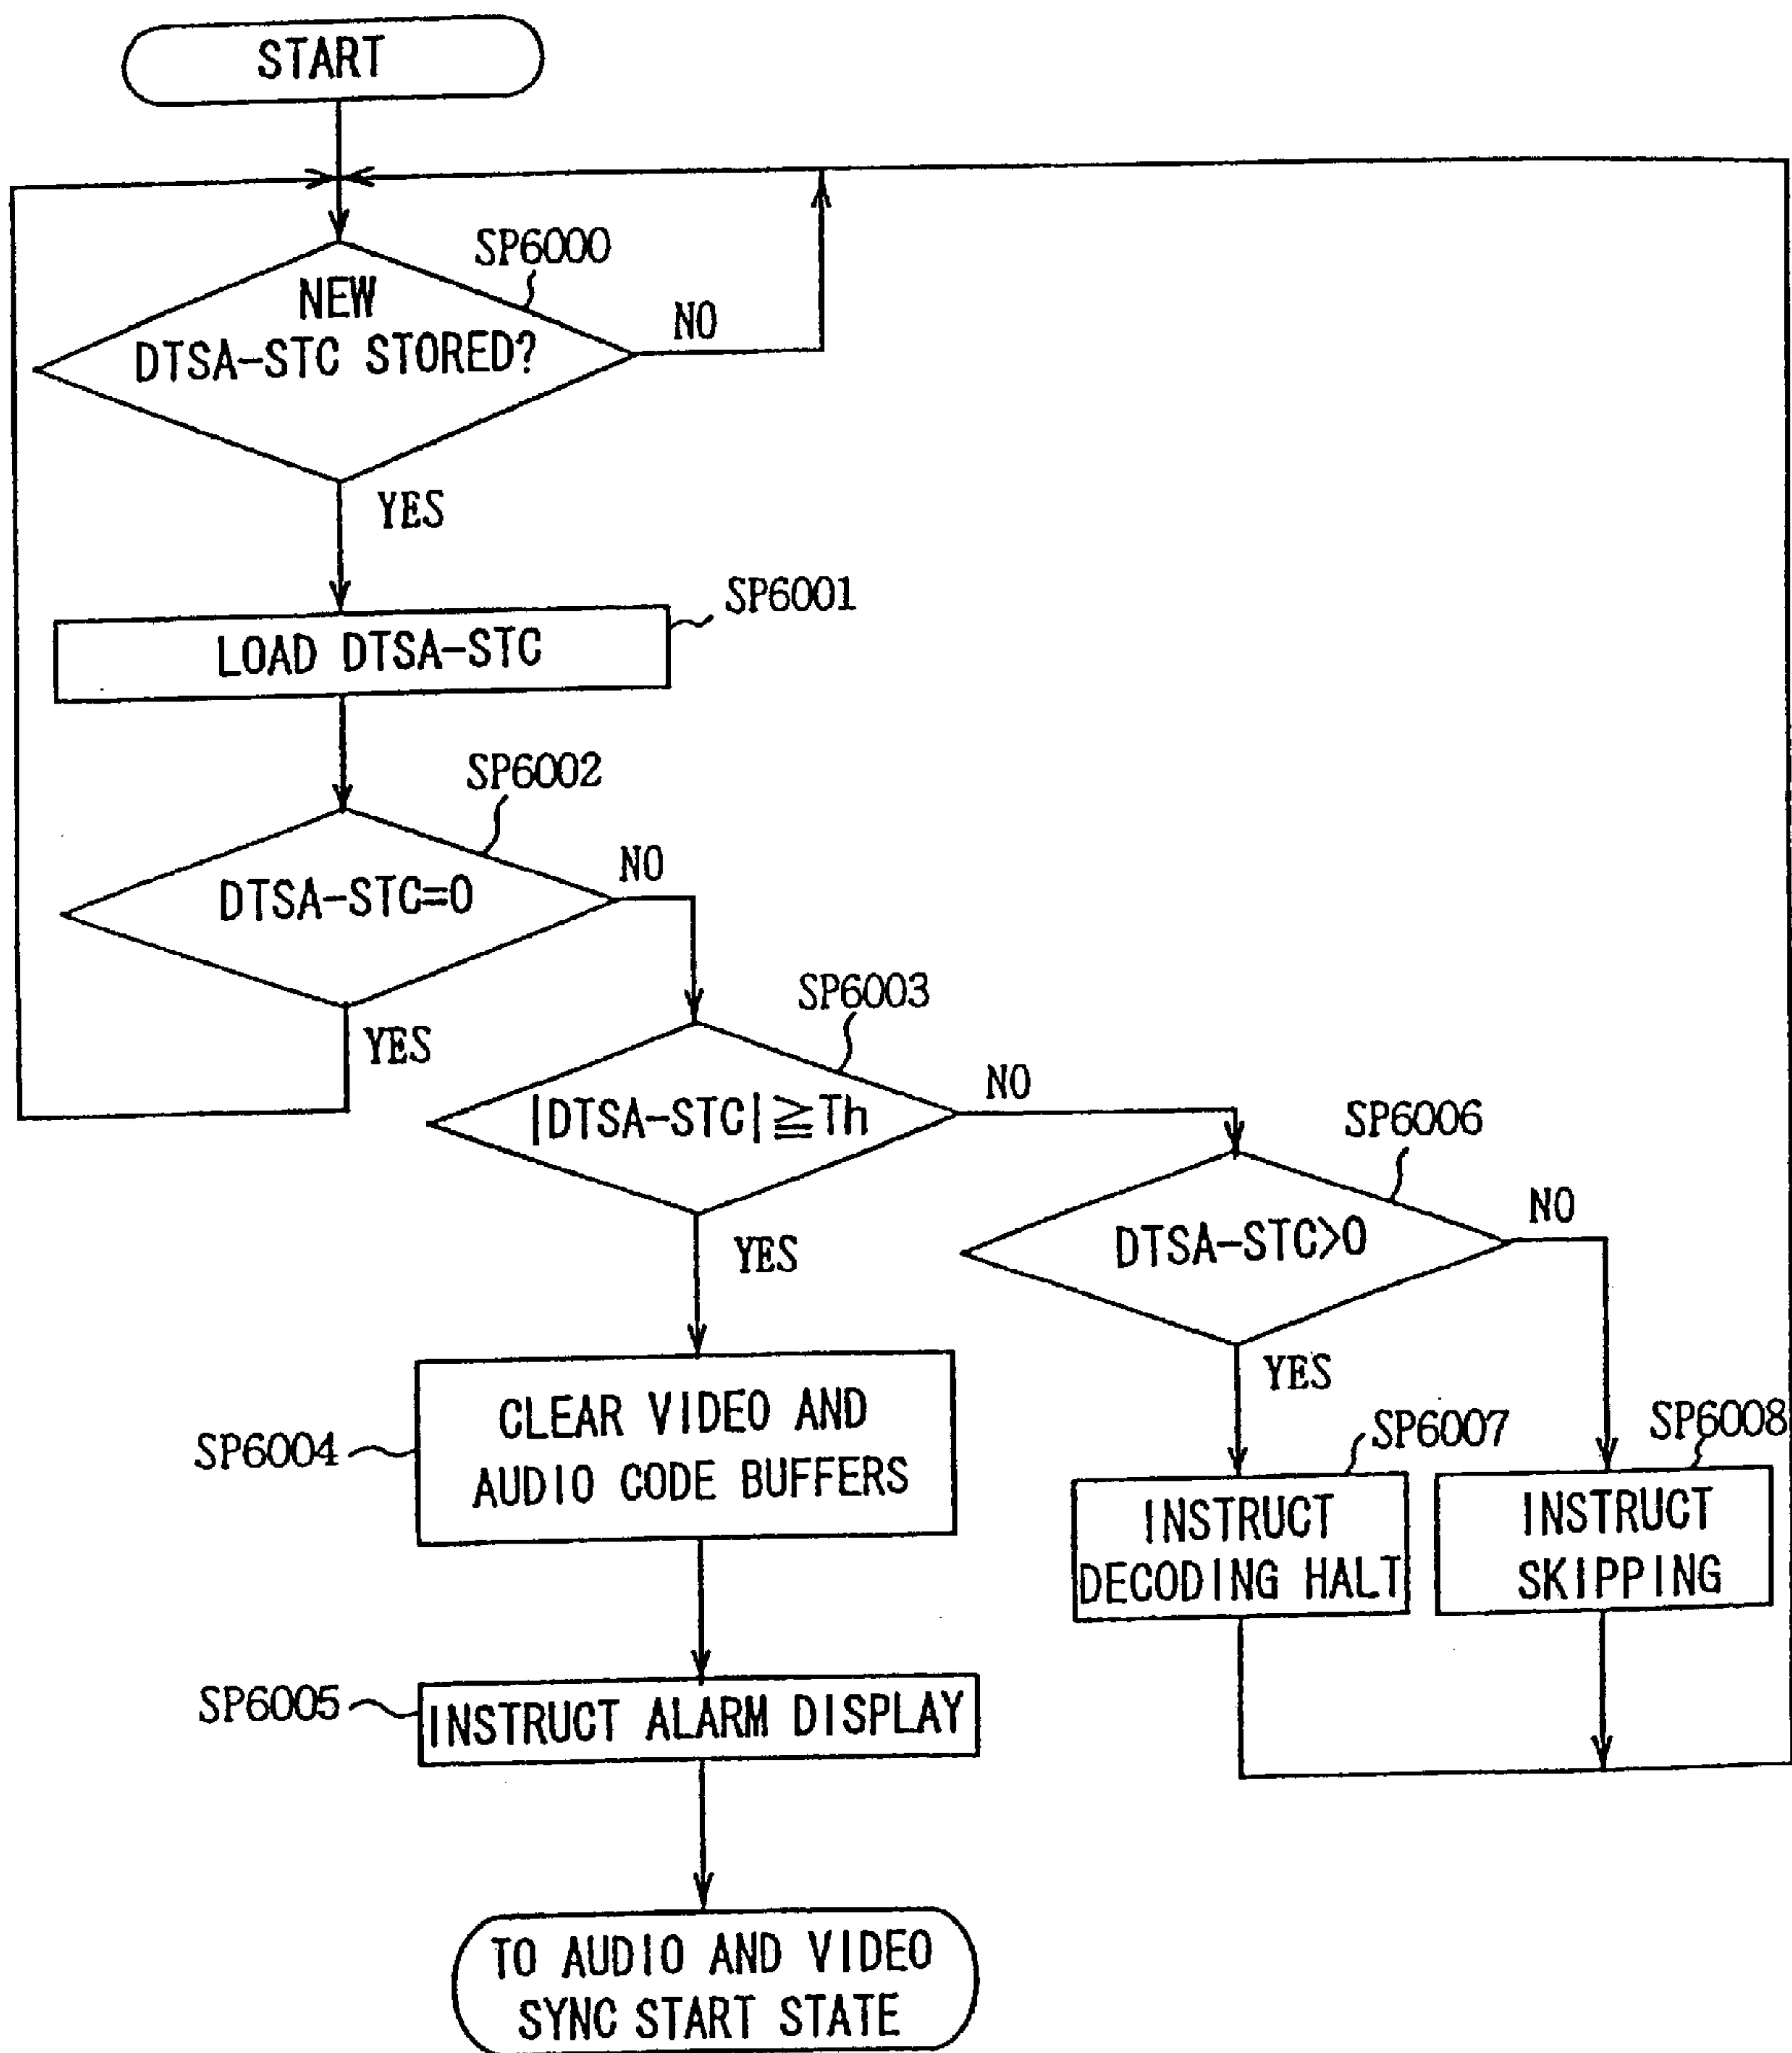 START
SP6000
NEW
DTSA-STC STORED?
NO
YES
SP6001
LOAD DTSA-STC
SP6002
DTSA-STC=0
NO
YES
SP6003
|DTSA-STC|≧Th
NO
YES
SP6006
DTSA-STC>0
NO
YES
SP6004
CLEAR VIDEO AND
AUDIO CODE BUFFERS
SP6007
INSTRUCT
DECODING HALT
SP6008
INSTRUCT
SKIPPING
SP6005
INSTRUCT ALARM DISPLAY
TO AUDIO AND VIDEO
SYNC START STATE